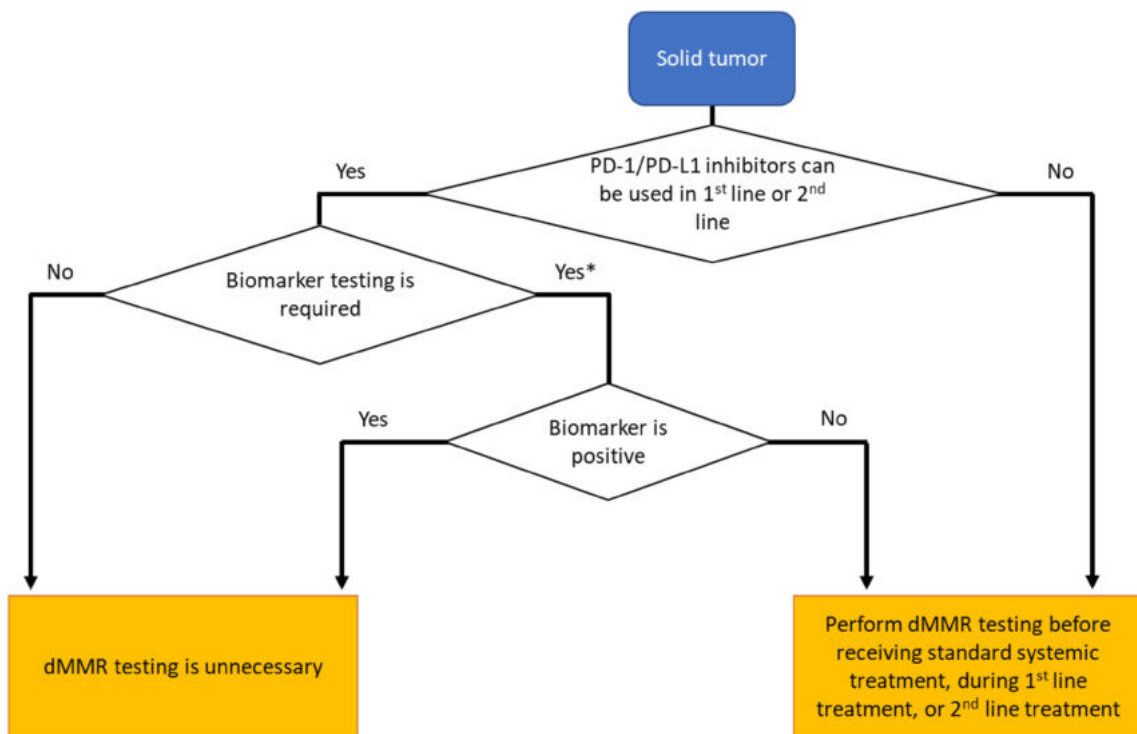 Solid tumor
PD-1/PD-L1 inhibitors can
be used in 1st line or 2nd
line
Yes
No
Biomarker testing is
required
No
Yes*
Biomarker is
positive
Yes
No
dMMR testing is unnecessary
Perform dMMR testing before
receiving standard systemic
treatment, during 1st line
treatment, or 2nd line treatment